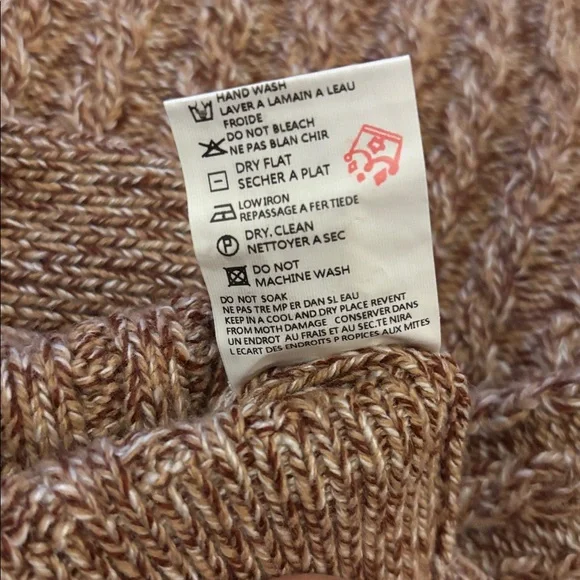 HAND WASH
LAVER A LAMAIN A LEAU
FROIDE
DO NOT BLEACH
NE PAS BLAN CHIR
DRY FLAT
SECHER A PLAT
LOW IRON
REPASSAGE A FER TIEDE
P
DRY. CLEAN
NETTOYER A SEC
DO NOT
MACHINE WASH
DO NOT SOAK
NE PAS TRE MP ER DAN SL EAU
KEEP IN A COOL AND DRY PLACE REVENT
FROM MOTH DAMAGE CONSERVER DANS
UN ENDROT AU FRAIS ET AU SEC.TE NIRA
L ECART DES ENDROITS P ROPICES AUX MITES